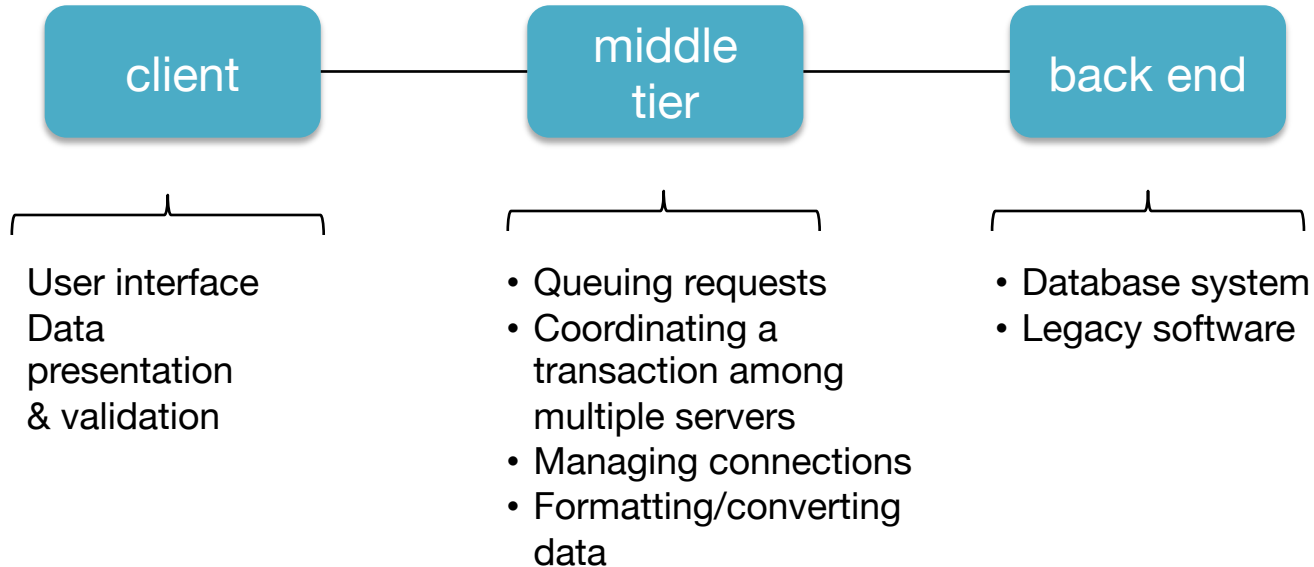 client
middle
tier
back end
User interface
Data
presentation
& validation
• Queuing requests
• Coordinating a
transaction among
multiple servers
• Managing connections
• Formatting/converting
data
• Database system
• Legacy software